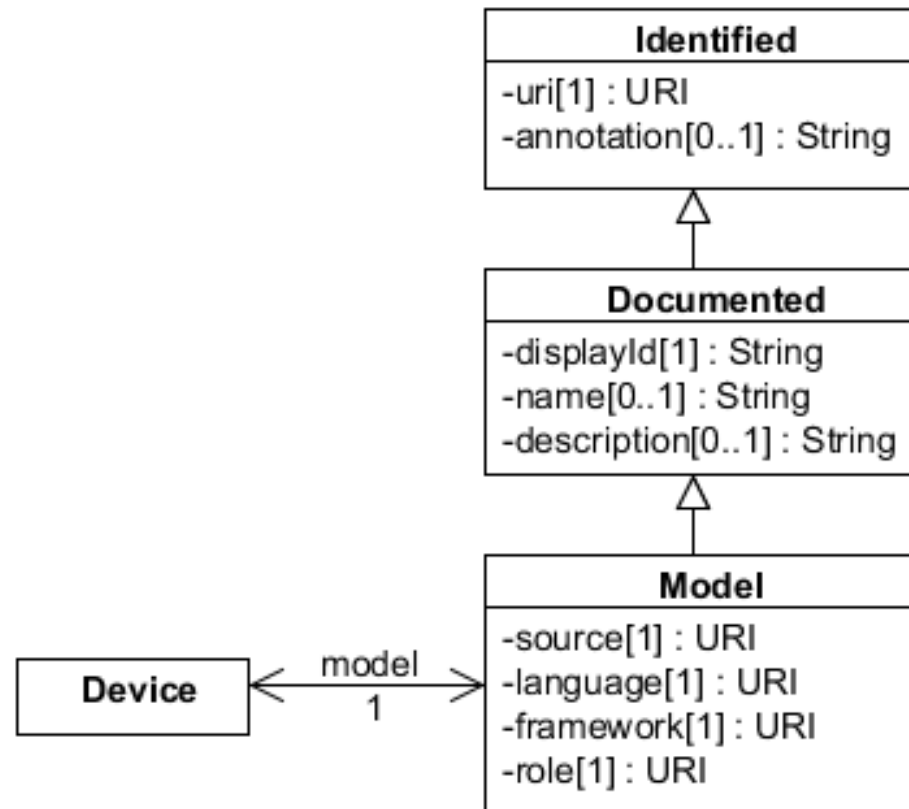 Identified
-uri[1] : URI
-annotation[0..1] : String
Documented
-displayId[1] : String
-name[0..1] : String
-description[0..1] : String
Model
-source[1] : URI
-language[1] : URI
-framework[1] : URI
-role[1] : URI
Device
model
1